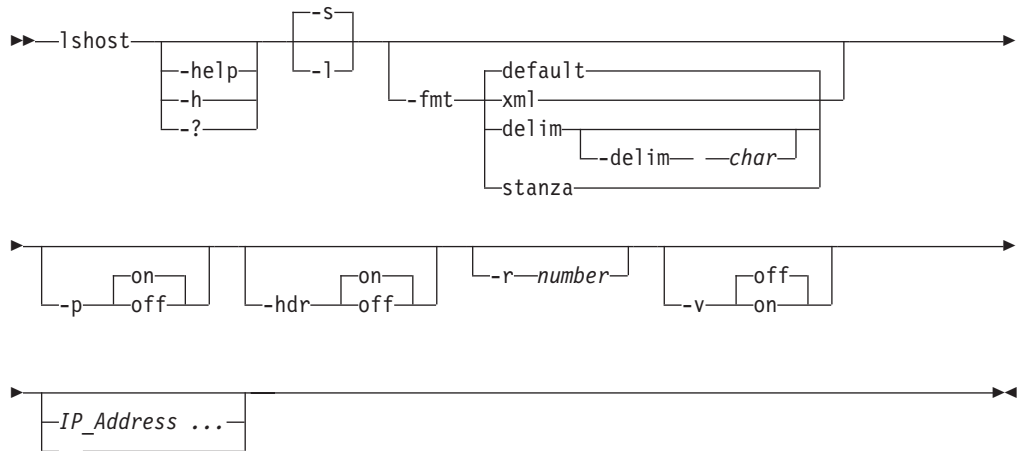 -s
lshost
-help
-h
-?
-l
-fmt
default
xml
delim
-delim char
stanza
-p
on
off
-hdr
on
off
-r number
-v
off
on
IP_Address ...